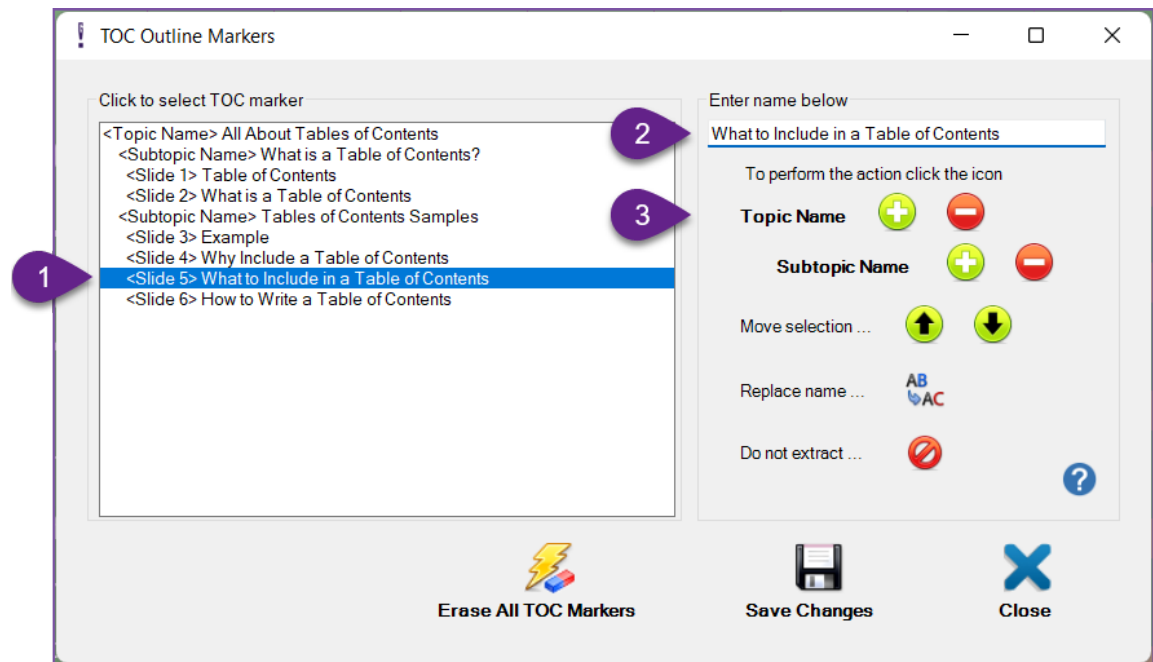 TOC Outline Markers
Click to select TOC marker
<Topic Name> All About Tables of Contents
<Subtopic Name> What is a Table of Contents?
<Slide 1> Table of Contents
<Slide 2> What is a Table of Contents
<Subtopic Name> Tables of Contents Samples
<Slide 3> Example
<Slide 4> Why Include a Table of Contents
1
<Slide 5> What to Include in a Table of Contents
<Slide 6> How to Write a Table of Contents
Enter name below
2
What to Include in a Table of Contents
To perform the action click the icon
3
Topic Name
Subtopic Name
Move selection ...
Replace name ...
AB
AC
Do not extract ...
?
Erase All TOC Markers
Save Changes
Close